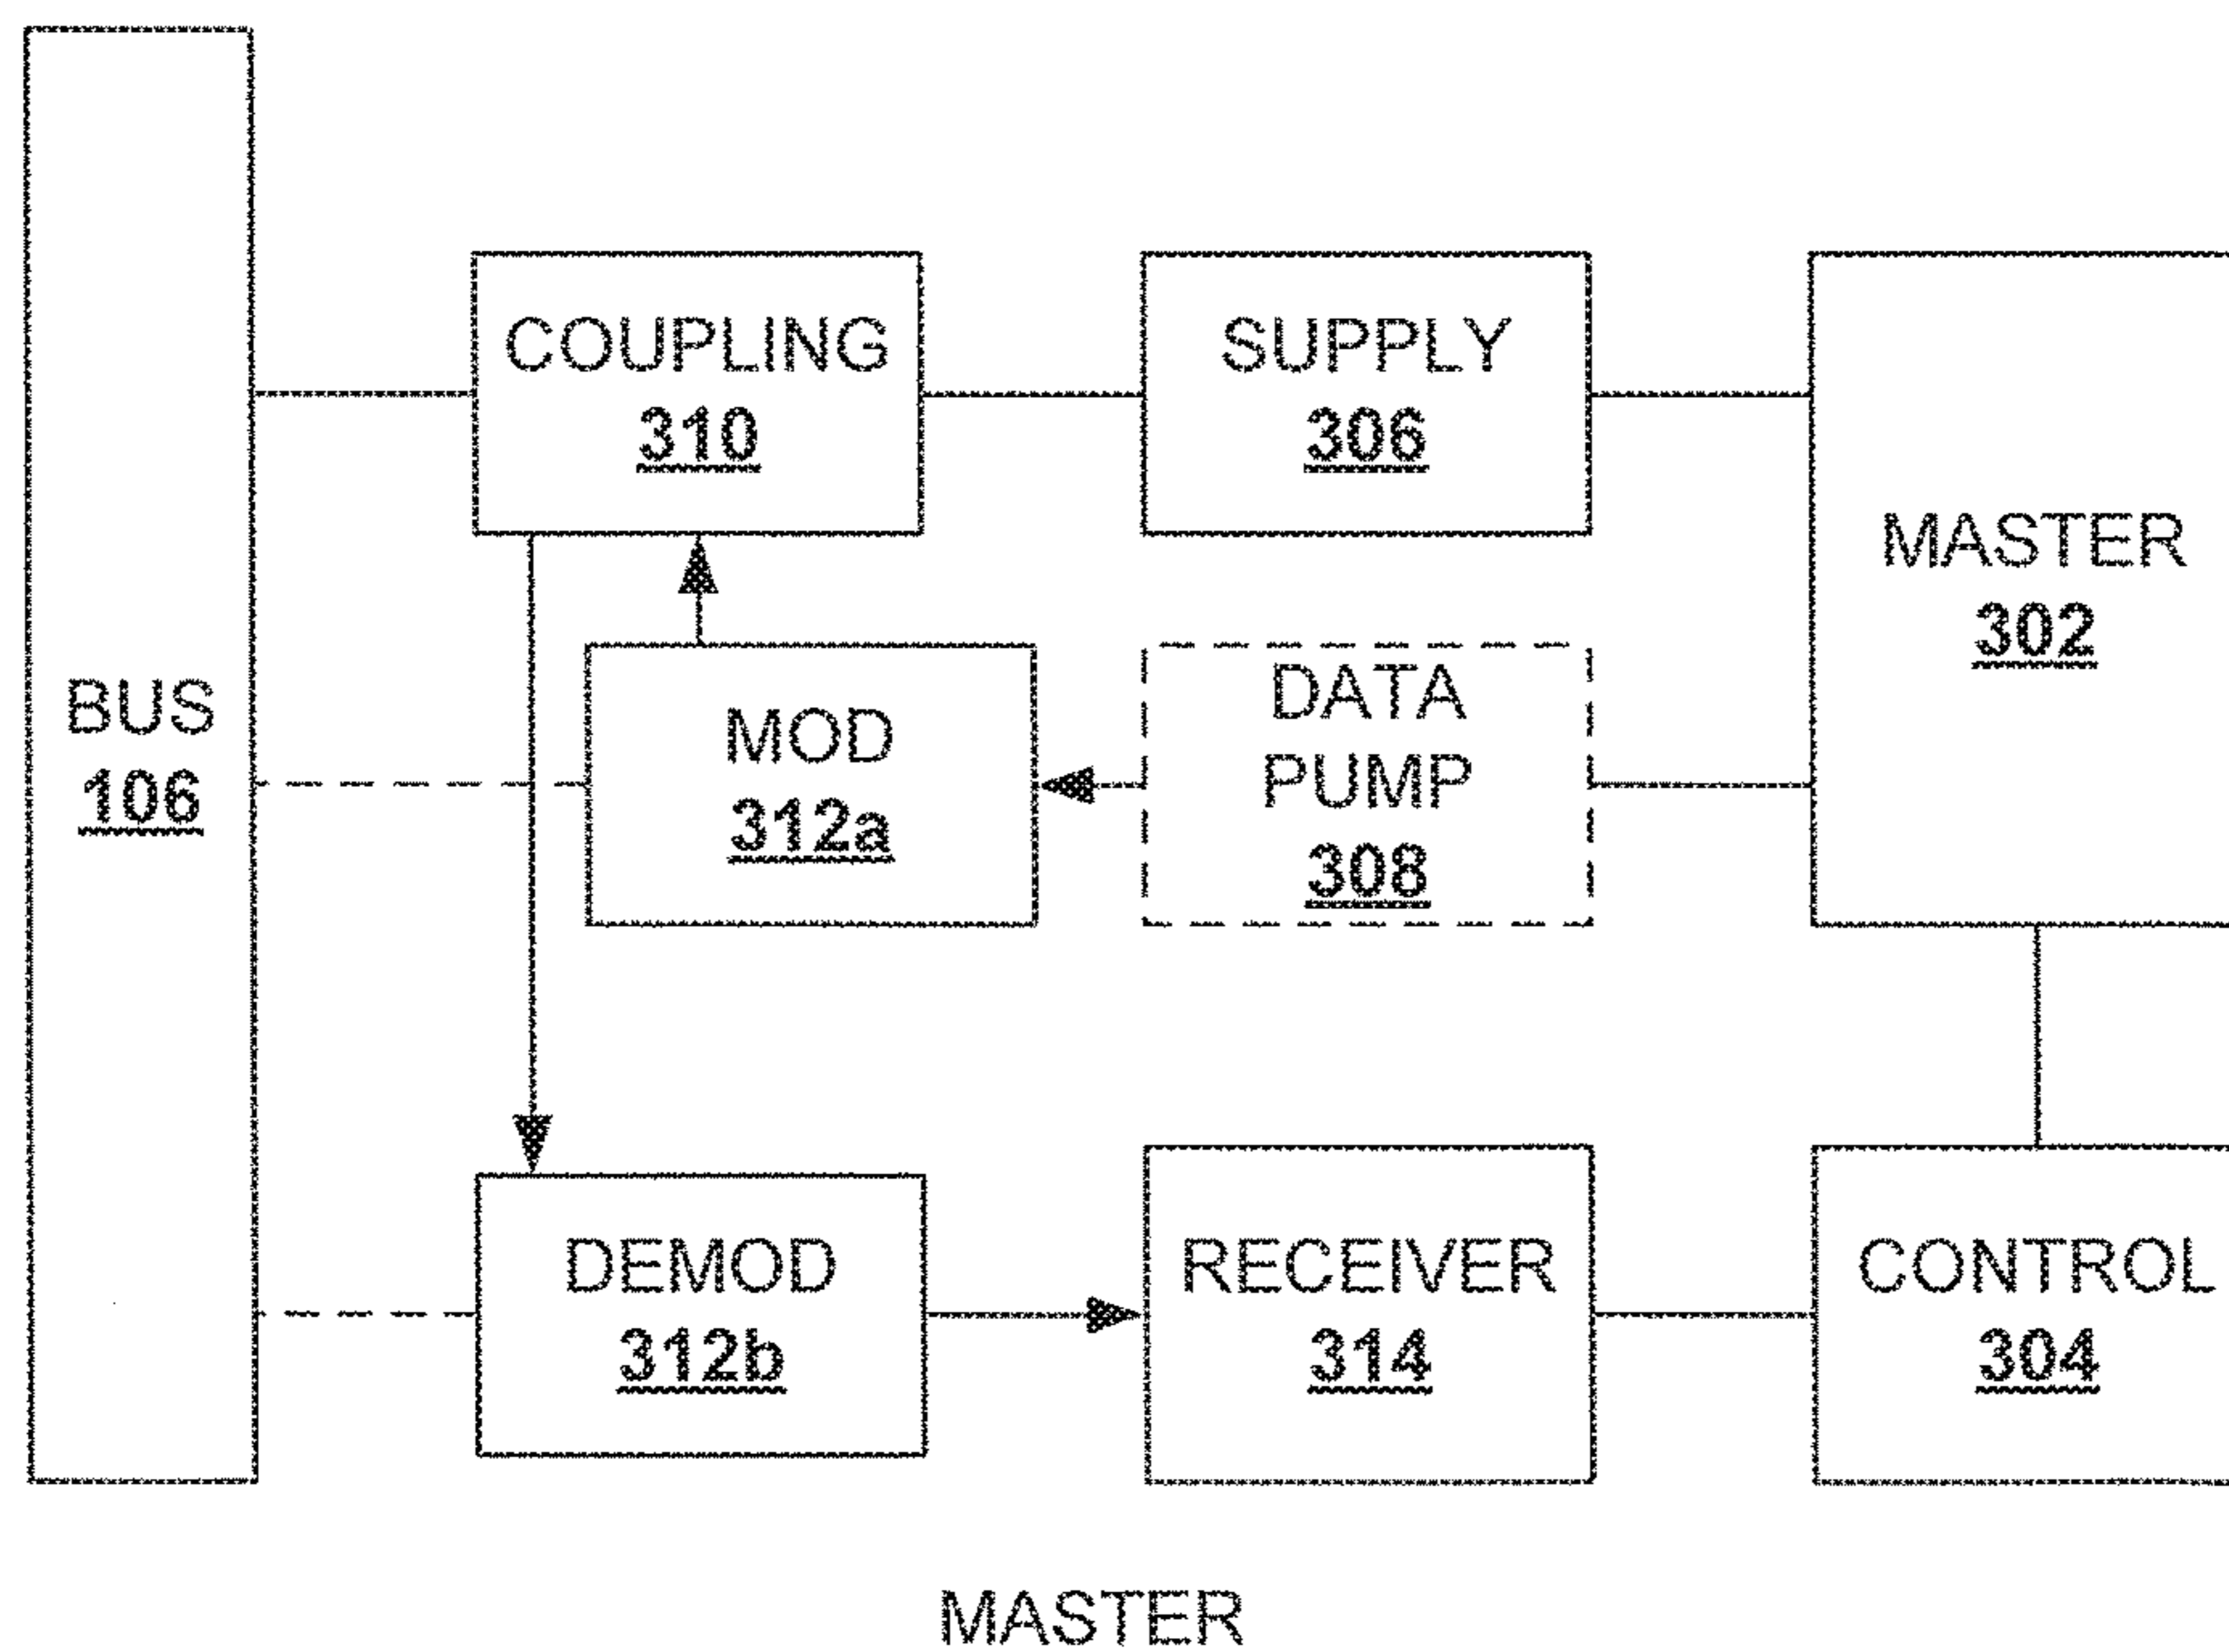 COUPLING
310
SUPPLY
306
MASTER
302
BUS
106
MOD
312a
DATA
PUMP
308
DEMOD
312b
RECEIVER
314
CONTROL
304
MASTER